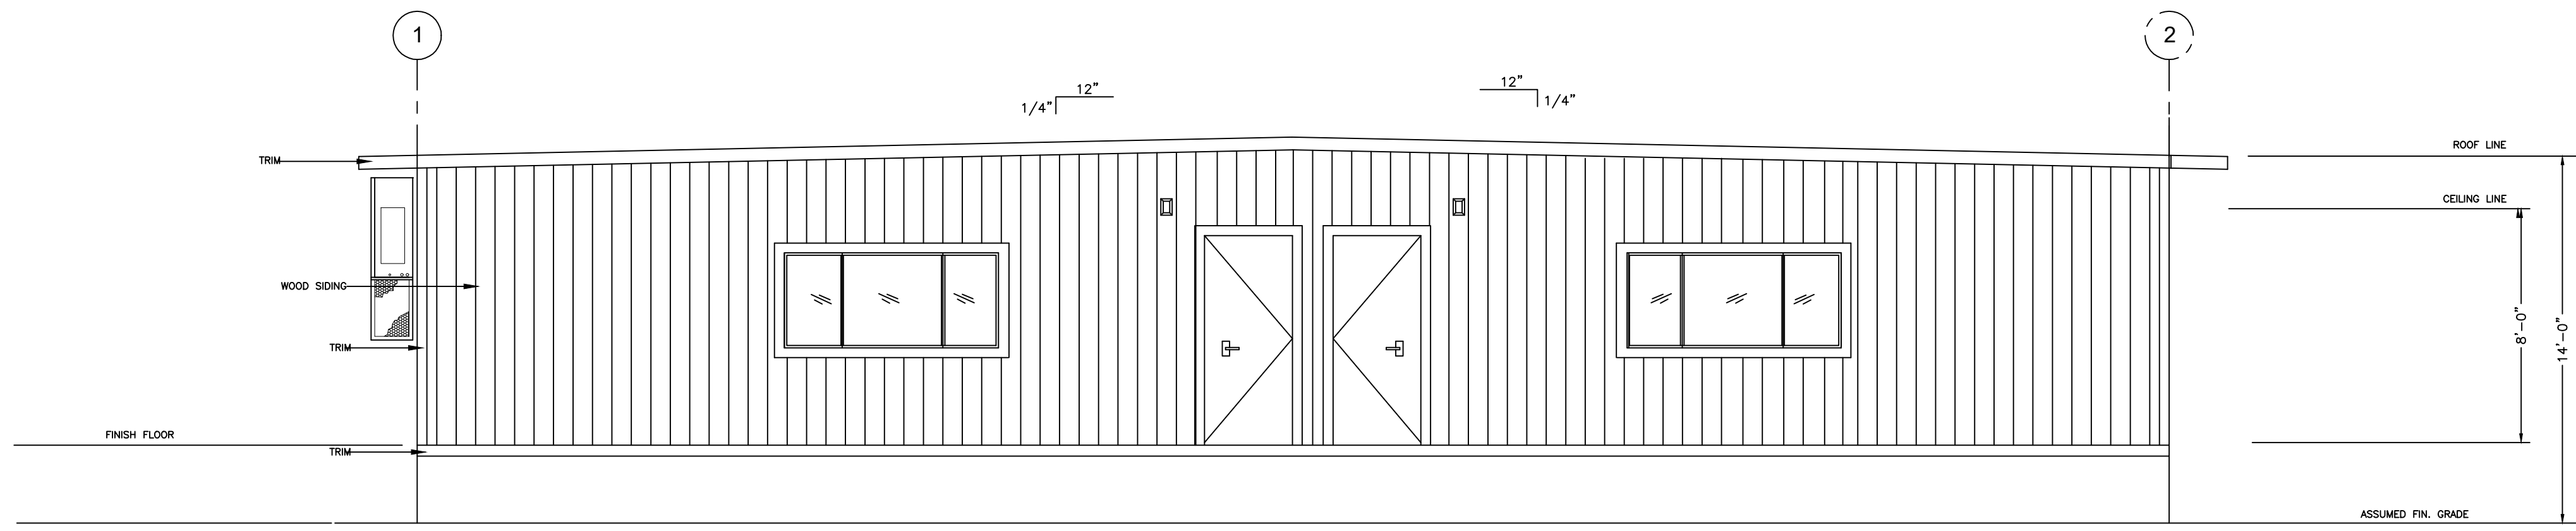 1
2
12”
1/4”
12”
1/4”
TRIM
ROOF LINE
CEILING LINE
WOOD SIDING
TRIM
8’-0”
14’-0”
FINISH FLOOR
TRIM
ASSUMED FIN. GRADE